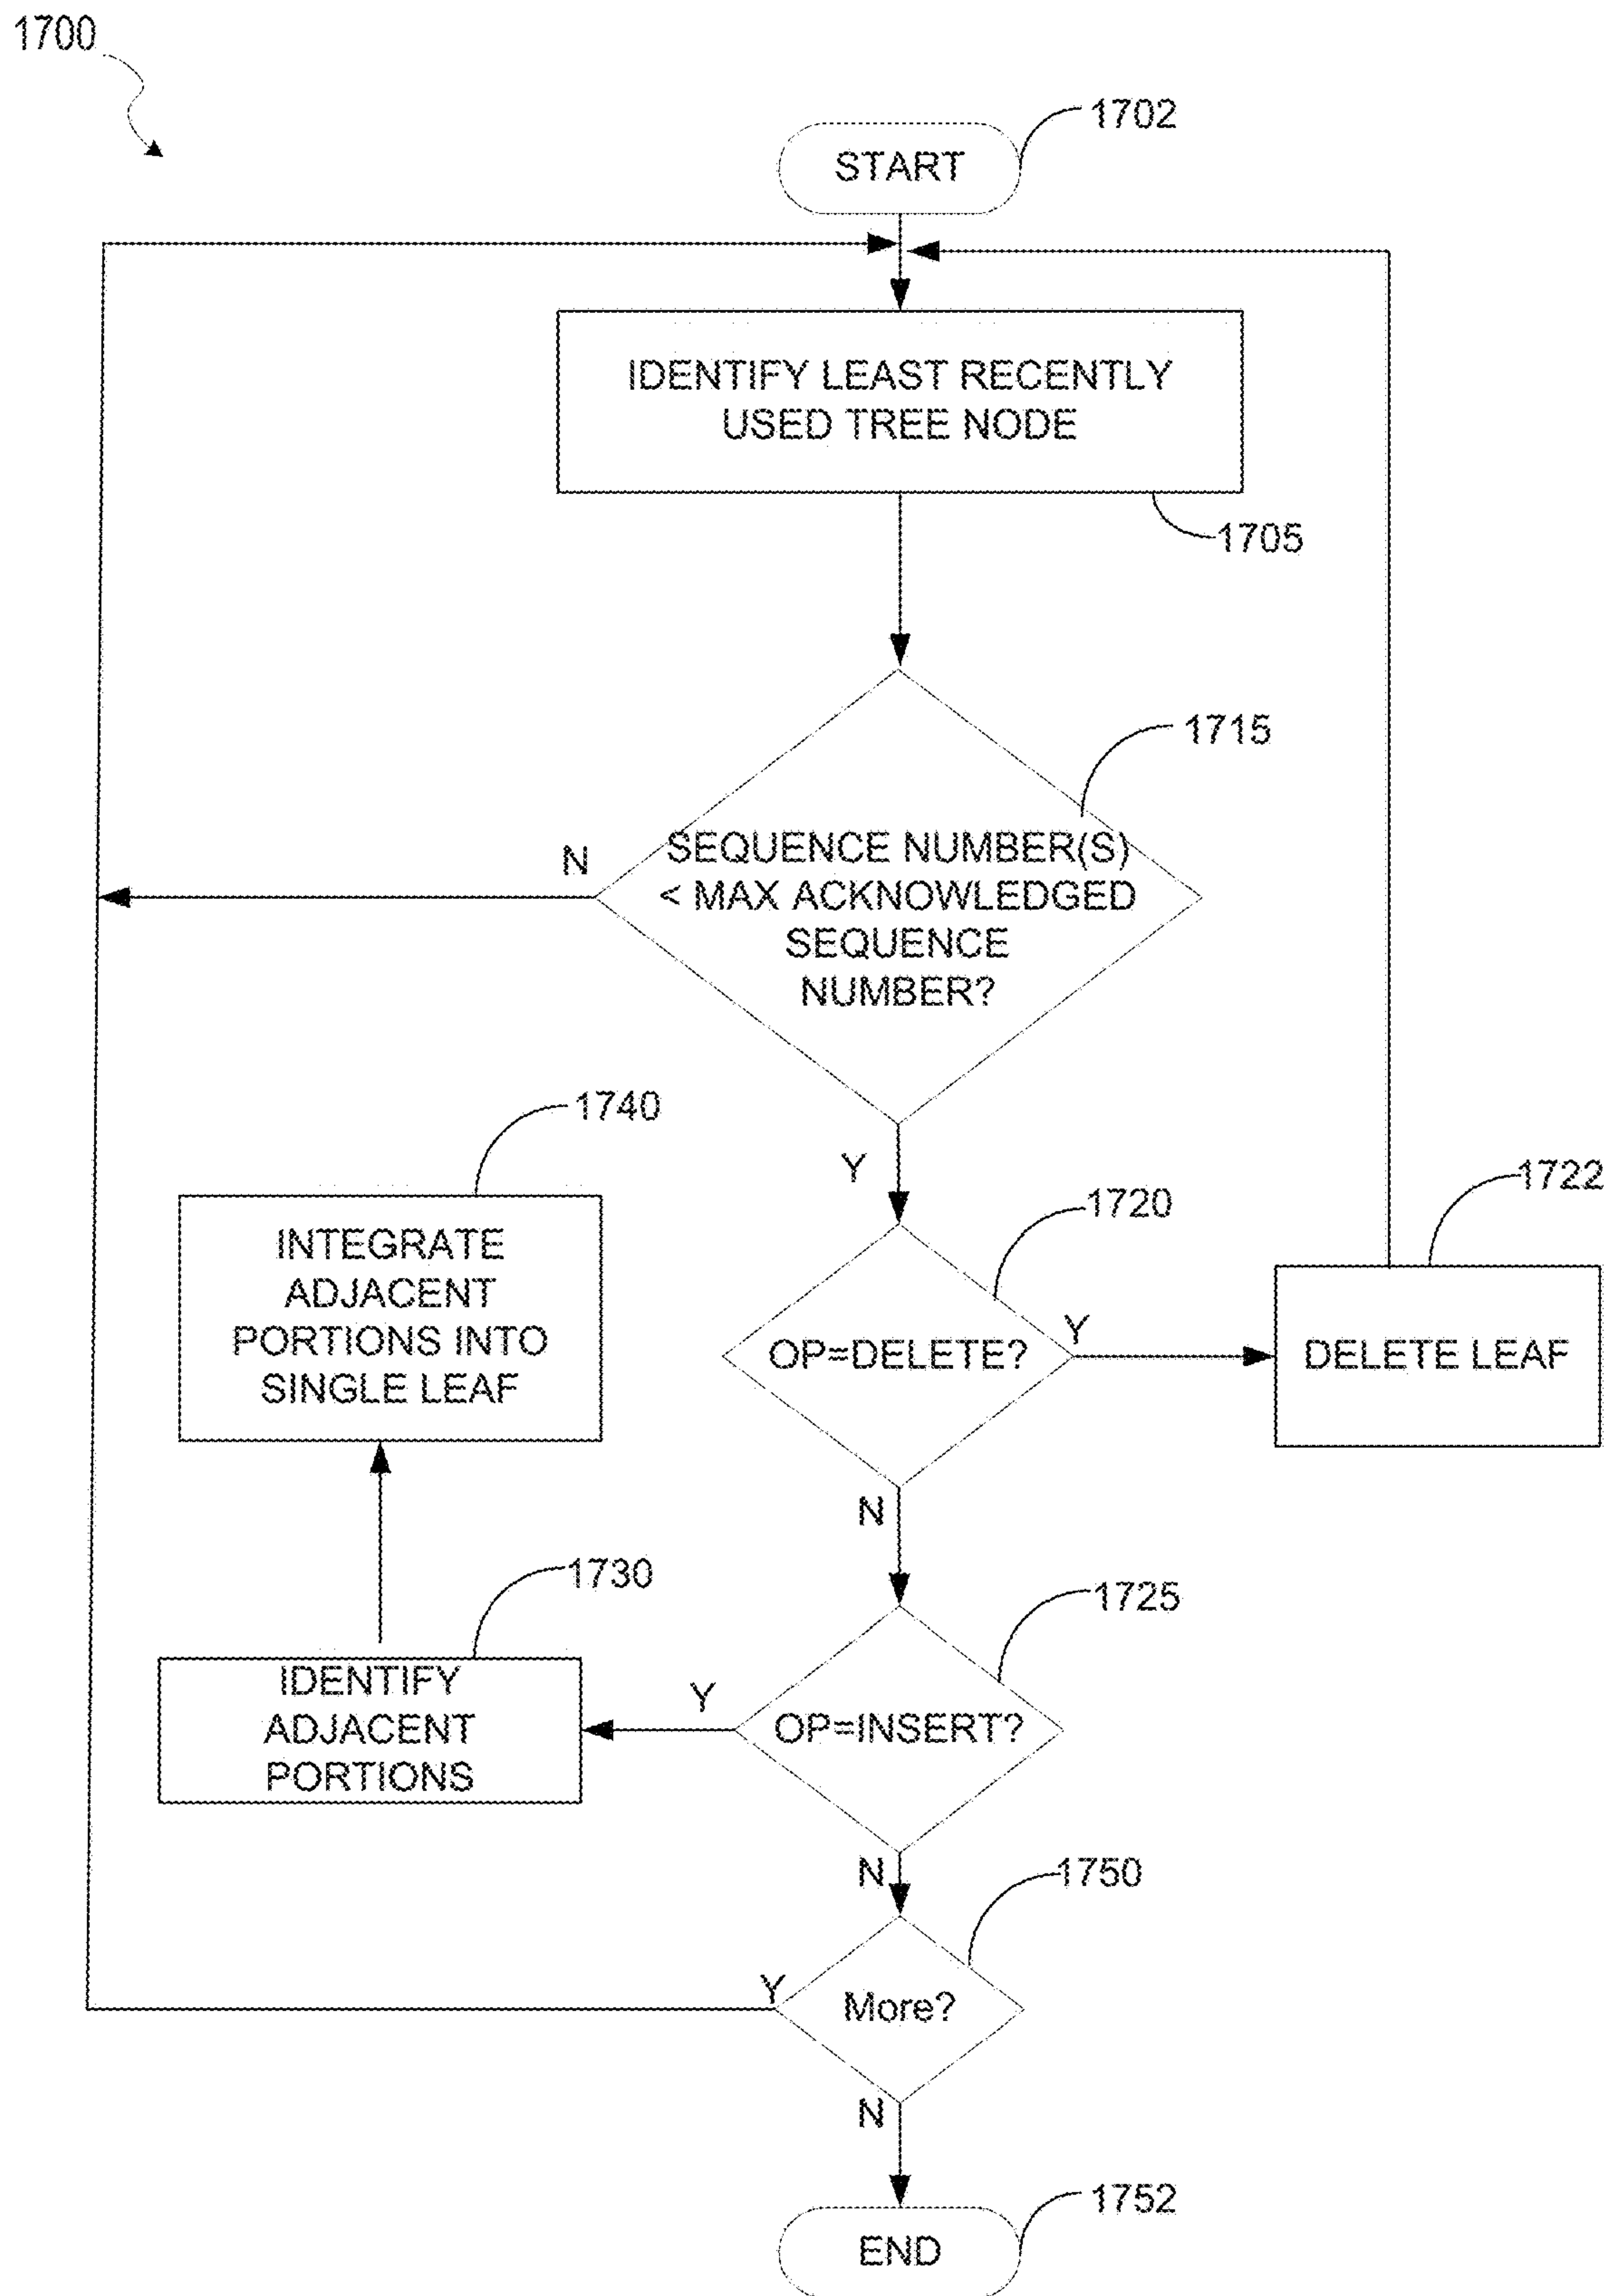 1700
1702
START
IDENTIFY LEAST RECENTLY
USED TREE NODE
1705
1715
SEQUENCE NUMBER(S)
< MAX ACKNOWLEDGED
SEQUENCE
NUMBER?
N
Y
1740
INTEGRATE
ADJACENT
PORTIONS INTO
SINGLE LEAF
1720
OP=DELETE?
Y
1722
DELETE LEAF
N
1730
IDENTIFY
ADJACENT
PORTIONS
Y
1725
OP=INSERT?
N
1750
Y
More?
N
1752
END